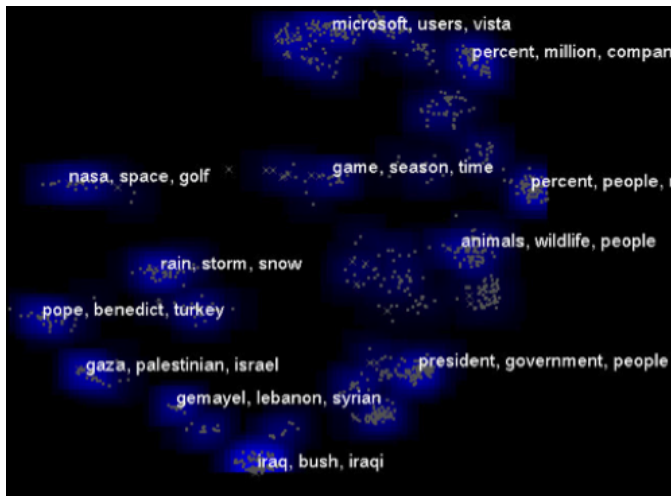 microsoft, users, vista
percent, million, compan
nasa, space, golf
game, season, time
percent, people,
animals, wildlife, people
rain, storm, snow
pope, benedict, turkey
gaza, palestinian, israel
president, government, people
gemayel, lebanon, syrian
iraq, bush, iraqi